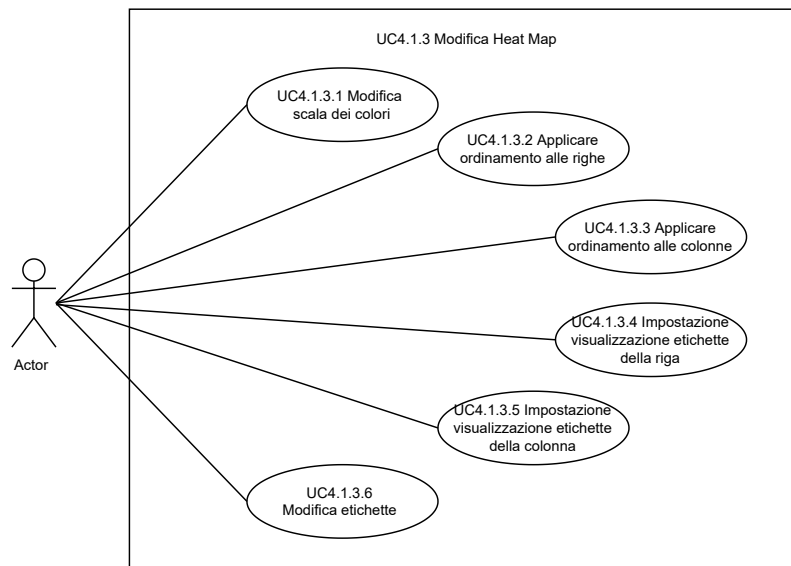 UC4.1.3 Modifica Heat Map
UC4.1.3.1 Modifica
scala dei colori
UC4.1.3.2 Applicare
ordinamento alle righe
UC4.1.3.3 Applicare
ordinamento alle colonne
UC4.1.3.4 Impostazione
visualizzazione etichette
della riga
Actor
UC4.1.3.5 Impostazione
visualizzazione etichette
della colonna
UC4.1.3.6
Modifica etichette